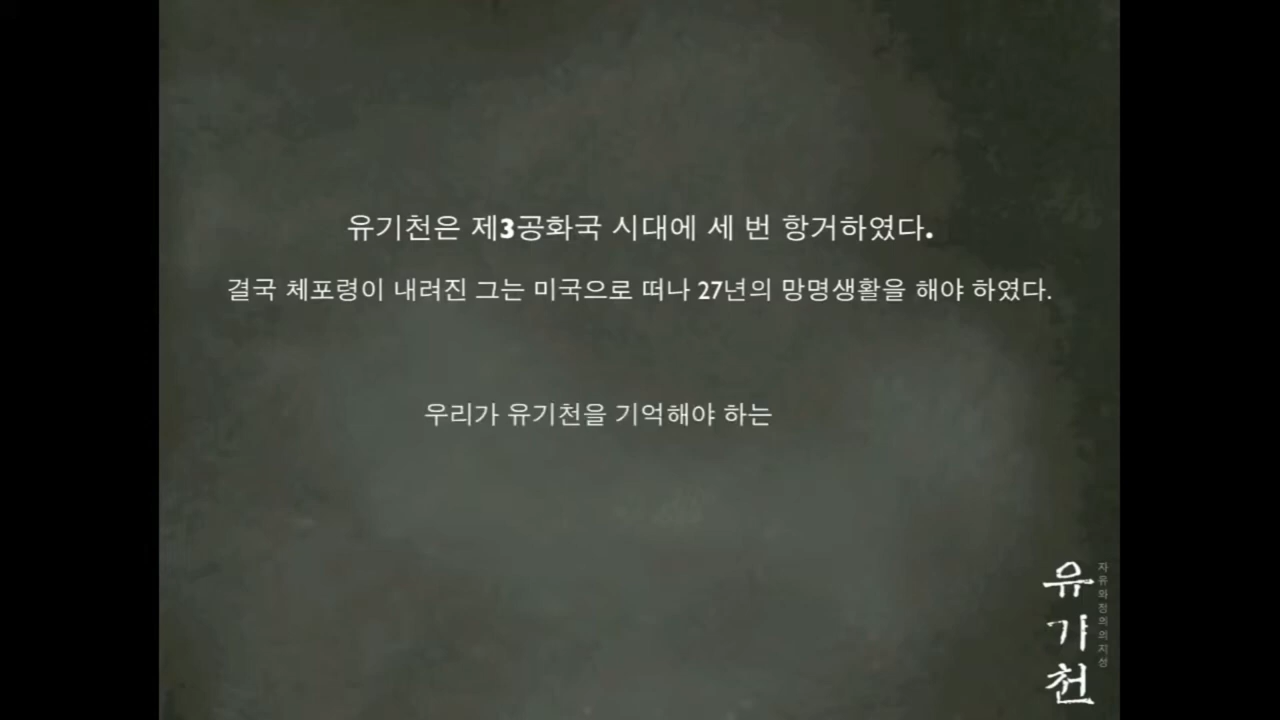 유기천은 제3공화국 시대에 세 번 항거하였다.
결국 체포령이 내려진 그는 미국으로 떠나 27년의 망명생활을 해야 하였다.
우리가 유기천을 기억해야 하는
유기천
자유와정의의지성